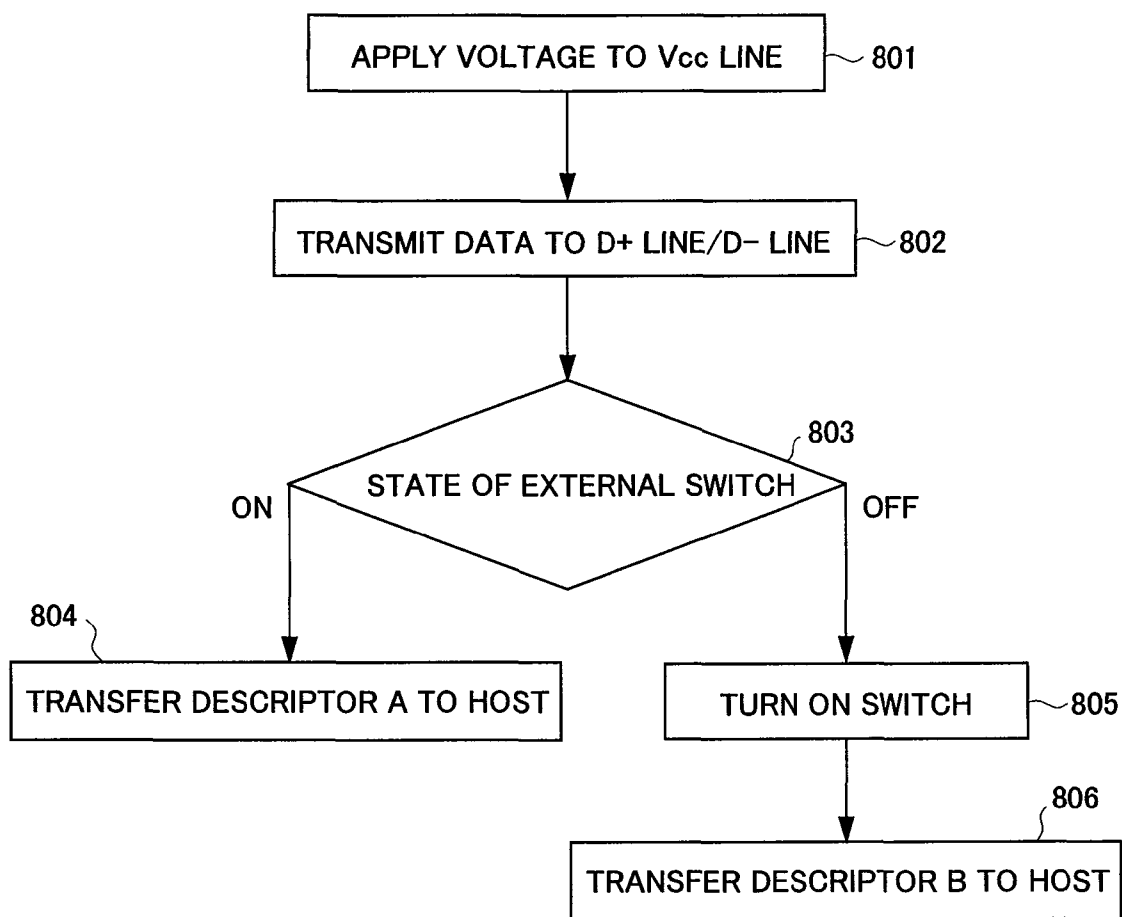 APPLY VOLTAGE TO Vcc LINE
801
TRANSMIT DATA TO D+ LINE/D- LINE
802
803
STATE OF EXTERNAL SWITCH
ON
OFF
804
TRANSFER DESCRIPTOR A TO HOST
TURN ON SWITCH
805
806
TRANSFER DESCRIPTOR B TO HOST